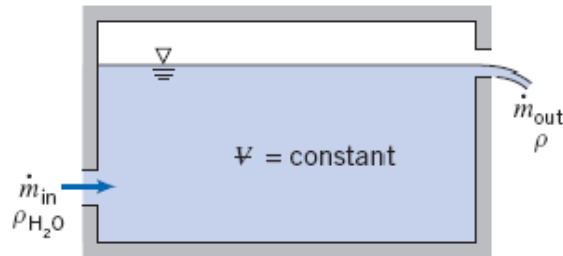 ṁout
ρ
V̶ = constant
ṁin
ρH₂O